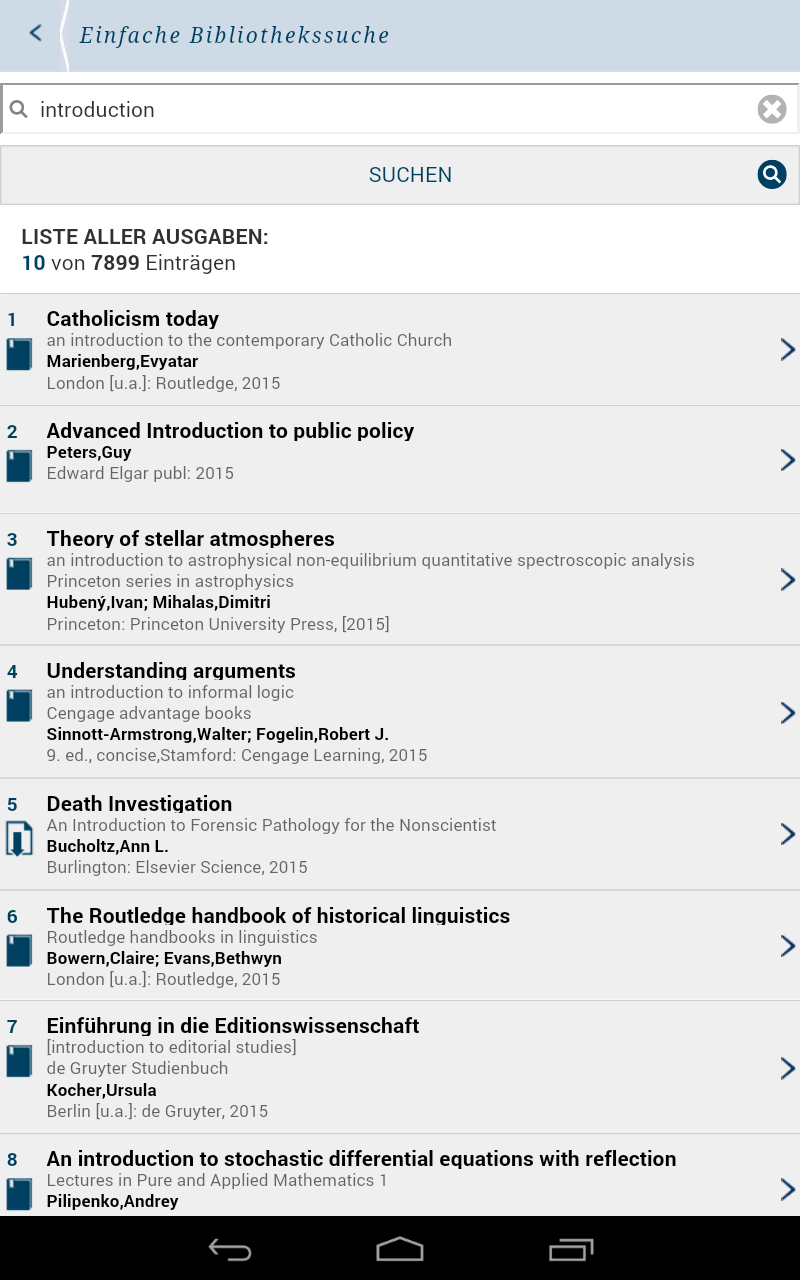 Einfache Bibliothekssuche
introduction
SUCHEN
LISTE ALLER AUSGABEN:
10 von 7899 Einträgen
1 Catholicism today
an introduction to the contemporary Catholic Church
Marienberg,Evyatar
London [u.a.]: Routledge, 2015
2 Advanced Introduction to public policy
Peters,Guy
Edward Elgar publ: 2015
3 Theory of stellar atmospheres
an introduction to astrophysical non-equilibrium quantitative spectroscopic analysis
Princeton series in astrophysics
Hubený,Ivan; Mihalas,Dimitri
Princeton: Princeton University Press, [2015]
4 Understanding arguments
an introduction to informal logic
Cengage advantage books
Sinnott-Armstrong,Walter; Fogelin,Robert J.
9. ed., concise,Stamford: Cengage Learning, 2015
5 Death Investigation
An Introduction to Forensic Pathology for the Nonscientist
Bucholtz,Ann L.
Burlington: Elsevier Science, 2015
6 The Routledge handbook of historical linguistics
Routledge handbooks in linguistics
Bowern,Claire; Evans,Bethwyn
London [u.a.]: Routledge, 2015
7 Einführung in die Editionswissenschaft
[introduction to editorial studies]
de Gruyter Studienbuch
Kocher,Ursula
Berlin [u.a.]: de Gruyter, 2015
8 An introduction to stochastic differential equations with reflection
Lectures in Pure and Applied Mathematics 1
Pilipenko,Andrey